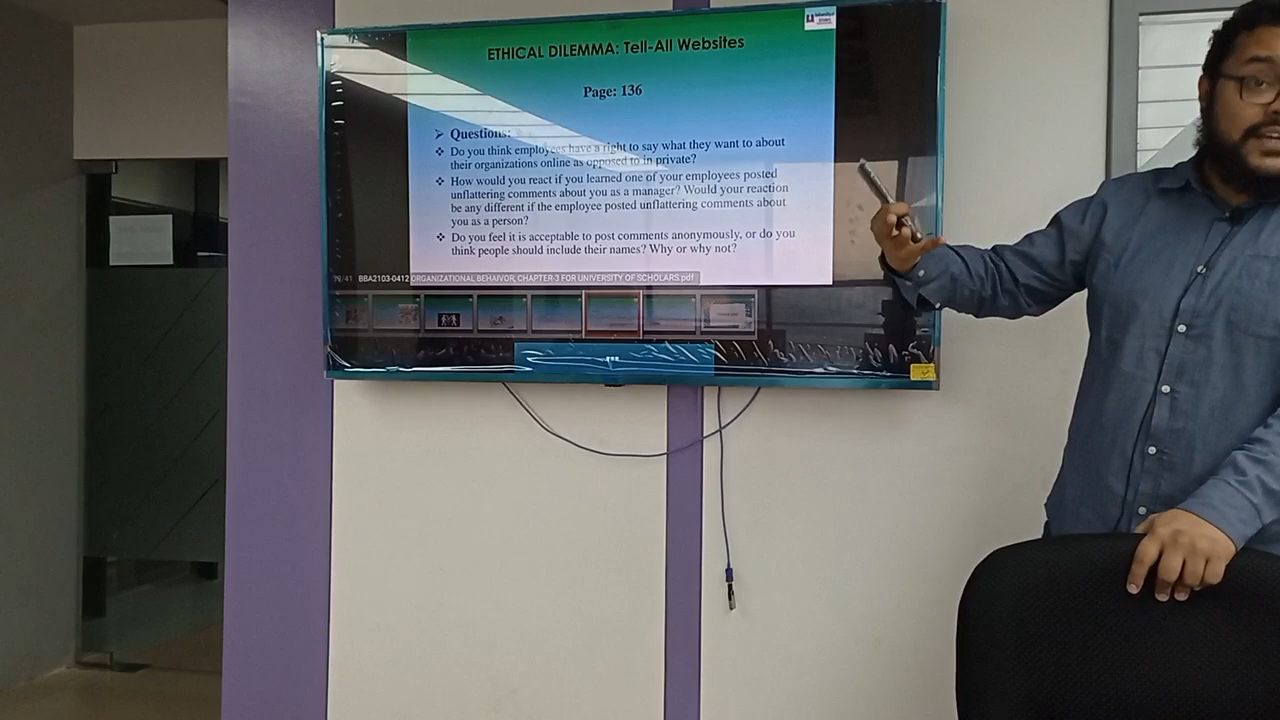 ETHICAL DILEMMA: Tell-All Websites
Page: 136
➢ Questions:
❖ Do you think employees have a right to say what they want to about
their organizations online as opposed to in private?
❖ How would you react if you learned one of your employees posted
unflattering comments about you as a manager? Would your reaction
be any different if the employee posted unflattering comments about
you as a person?
❖ Do you feel it is acceptable to post comments anonymously, or do you
think people should include their names? Why or why not?
BBA2103-0412 ORGANIZATIONAL BEHAIVOR, CHAPTER-3 FOR UNIVERSITY OF SCHOLARS.pdf